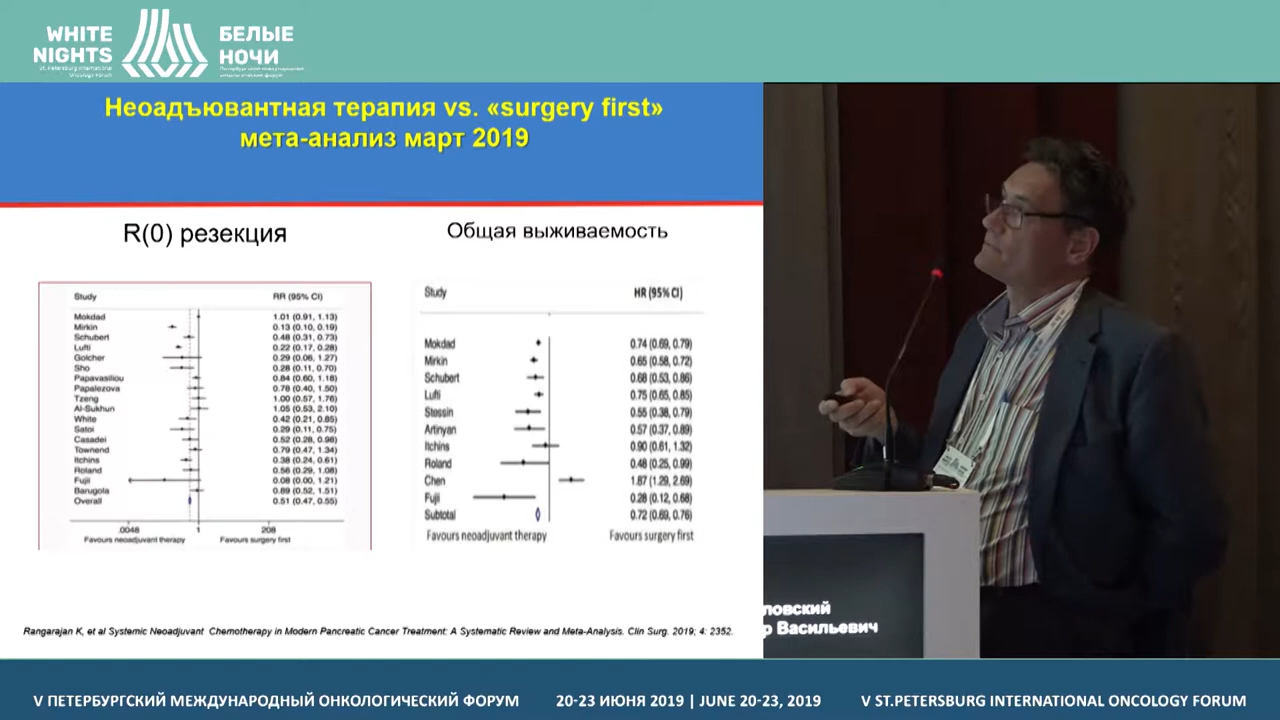 WHITE
NIGHTS
St. Petersburg International
Oncology Forum
БЕЛЫЕ
НОЧИ
Неоадъювантная терапия vs. «surgery first»
мета-анализ март 2019
R(0) резекция
Study RR (95% CI)
Mokdad 1.01 (0.91, 1.13)
Mirkin 0.13 (0.10, 0.19)
Schubert 0.48 (0.31, 0.73)
Lufti 0.22 (0.17, 0.28)
Golcher 0.29 (0.06, 1.27)
Sho 0.28 (0.11, 0.70)
Papavasiliou 0.84 (0.60, 1.18)
Papalezova 0.78 (0.40, 1.50)
Tzeng 1.00 (0.57, 1.76)
Al-Sukhun 1.05 (0.53, 2.10)
White 0.42 (0.21, 0.85)
Satoi 0.29 (0.11, 0.75)
Casadei 0.52 (0.28, 0.98)
Townend 0.79 (0.47, 1.34)
Itchins 0.38 (0.24, 0.61)
Roland 0.56 (0.29, 1.08)
Fujii 0.08 (0.00, 1.21)
Barugola 0.89 (0.52, 1.51)
Overall 0.51 (0.47, 0.55)
.0048 1 208
Favours neoadjuvant therapy Favours surgery first
Общая выживаемость
Study HR (95% CI)
Mokdad 0.74 (0.69, 0.79)
Mirkin 0.65 (0.58, 0.72)
Schubert 0.68 (0.53, 0.86)
Lufti 0.75 (0.65, 0.85)
Stessin 0.55 (0.38, 0.79)
Artinyan 0.57 (0.37, 0.89)
Itchins 0.90 (0.61, 1.32)
Roland 0.48 (0.25, 0.99)
Chen 1.87 (1.29, 2.69)
Fujii 0.28 (0.12, 0.68)
Subtotal 0.72 (0.69, 0.76)
Favours neoadjuvant therapy Favours surgery first
Rangarajan K, et al Systemic Neoadjuvant Chemotherapy in Modern Pancreatic Cancer Treatment: A Systematic Review and Meta-Analysis. Clin Surg. 2019; 4: 2352.
ловский
р Васильевич
V ПЕТЕРБУРГСКИЙ МЕЖДУНАРОДНЫЙ ОНКОЛОГИЧЕСКИЙ ФОРУМ 20-23 ИЮНЯ 2019 | JUNE 20-23, 2019 V ST.PETERSBURG INTERNATIONAL ONCOLOGY FORUM